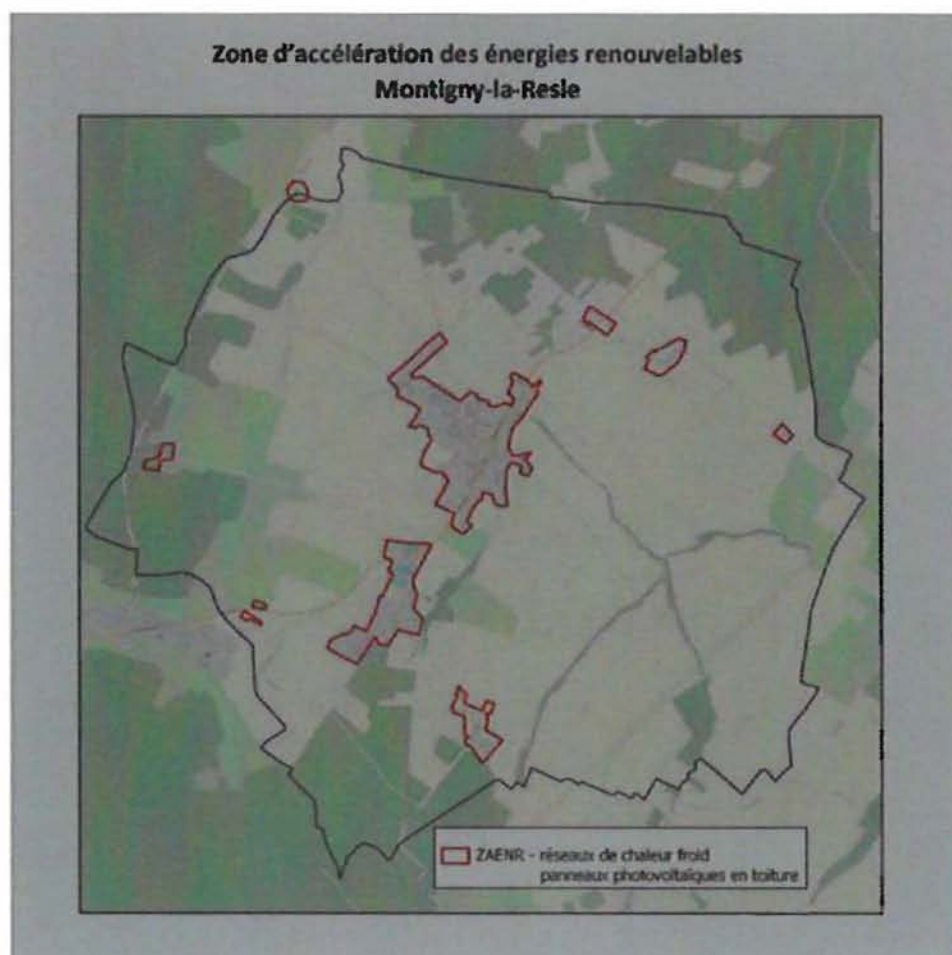 Zone d'accélération des énergies renouvelables
Montigny-la-Resle
ZAENR - réseaux de chaleur froid
panneaux photovoltaïques en toiture